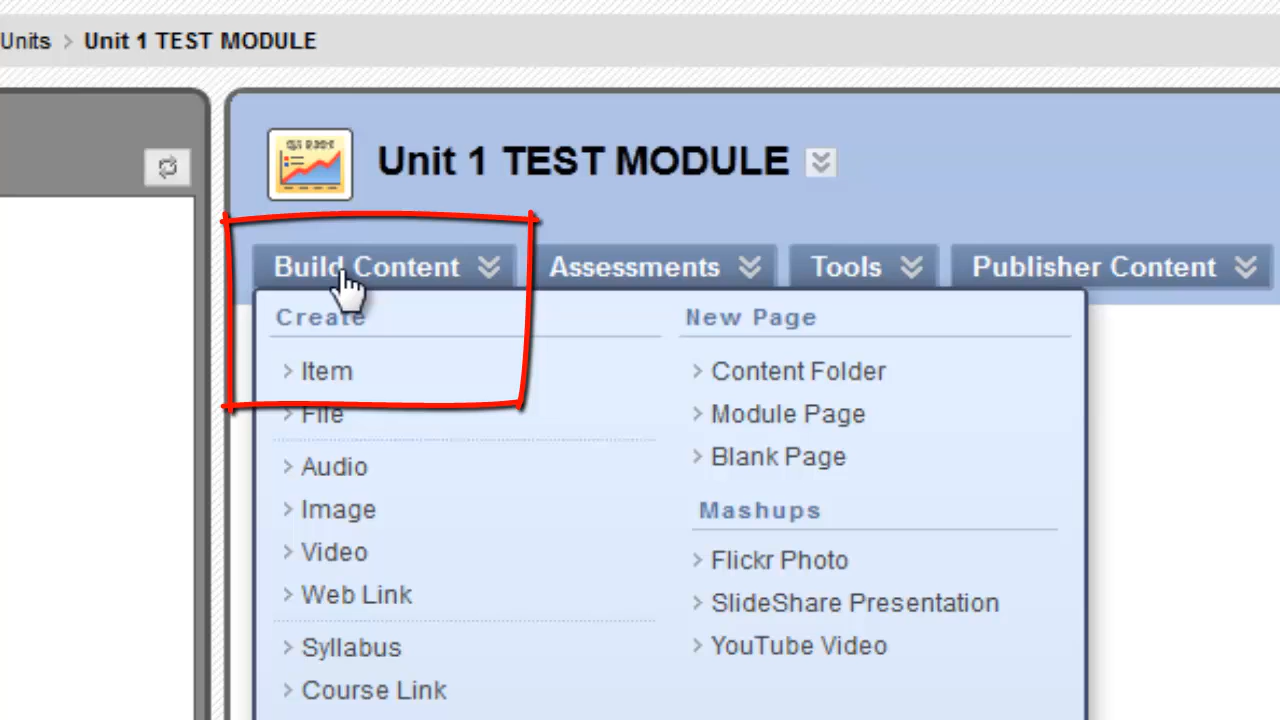 Units > Unit 1 TEST MODULE
Unit 1 TEST MODULE
Build Content Assessments Tools Publisher Content
Create
> Item
> File
> Audio
> Image
> Video
> Web Link
> Syllabus
> Course Link
New Page
> Content Folder
> Module Page
> Blank Page
Mashups
> Flickr Photo
> SlideShare Presentation
> YouTube Video